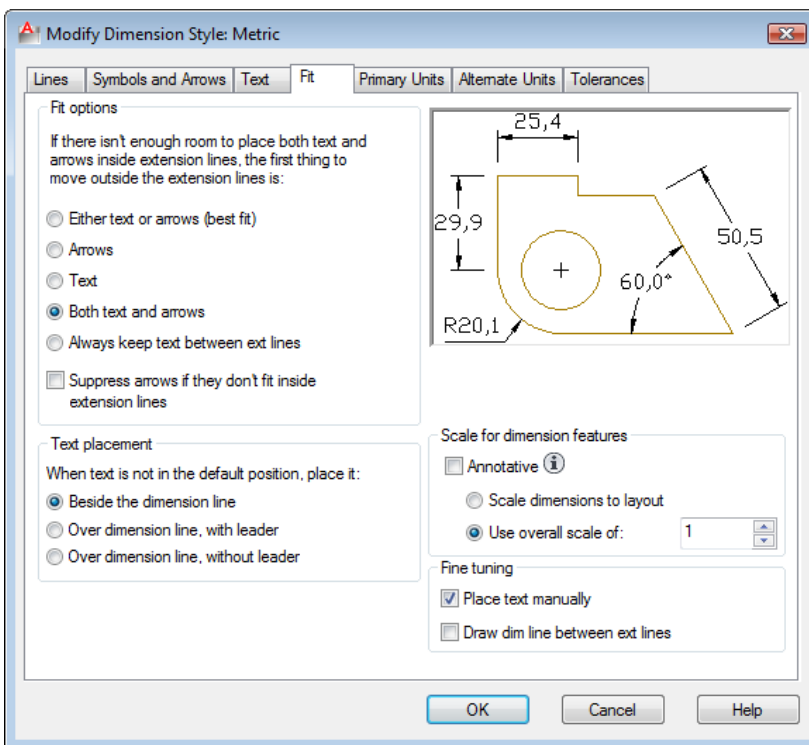 Modify Dimension Style: Metric
Lines
Symbols and Arrows
Text
Fit
Primary Units
Alternate Units
Tolerances
Fit options
If there isn't enough room to place both text and
arrows inside extension lines, the first thing to
move outside the extension lines is:
Either text or arrows (best fit)
Arrows
Text
Both text and arrows
Always keep text between ext lines
Suppress arrows if they don't fit inside
extension lines
Text placement
When text is not in the default position, place it:
Beside the dimension line
Over dimension line, with leader
Over dimension line, without leader
25,4
29,9
50,5
60,0°
R20,1
Scale for dimension features
Annotative
Scale dimensions to layout
Use overall scale of:
1
Fine tuning
Place text manually
Draw dim line between ext lines
OK
Cancel
Help